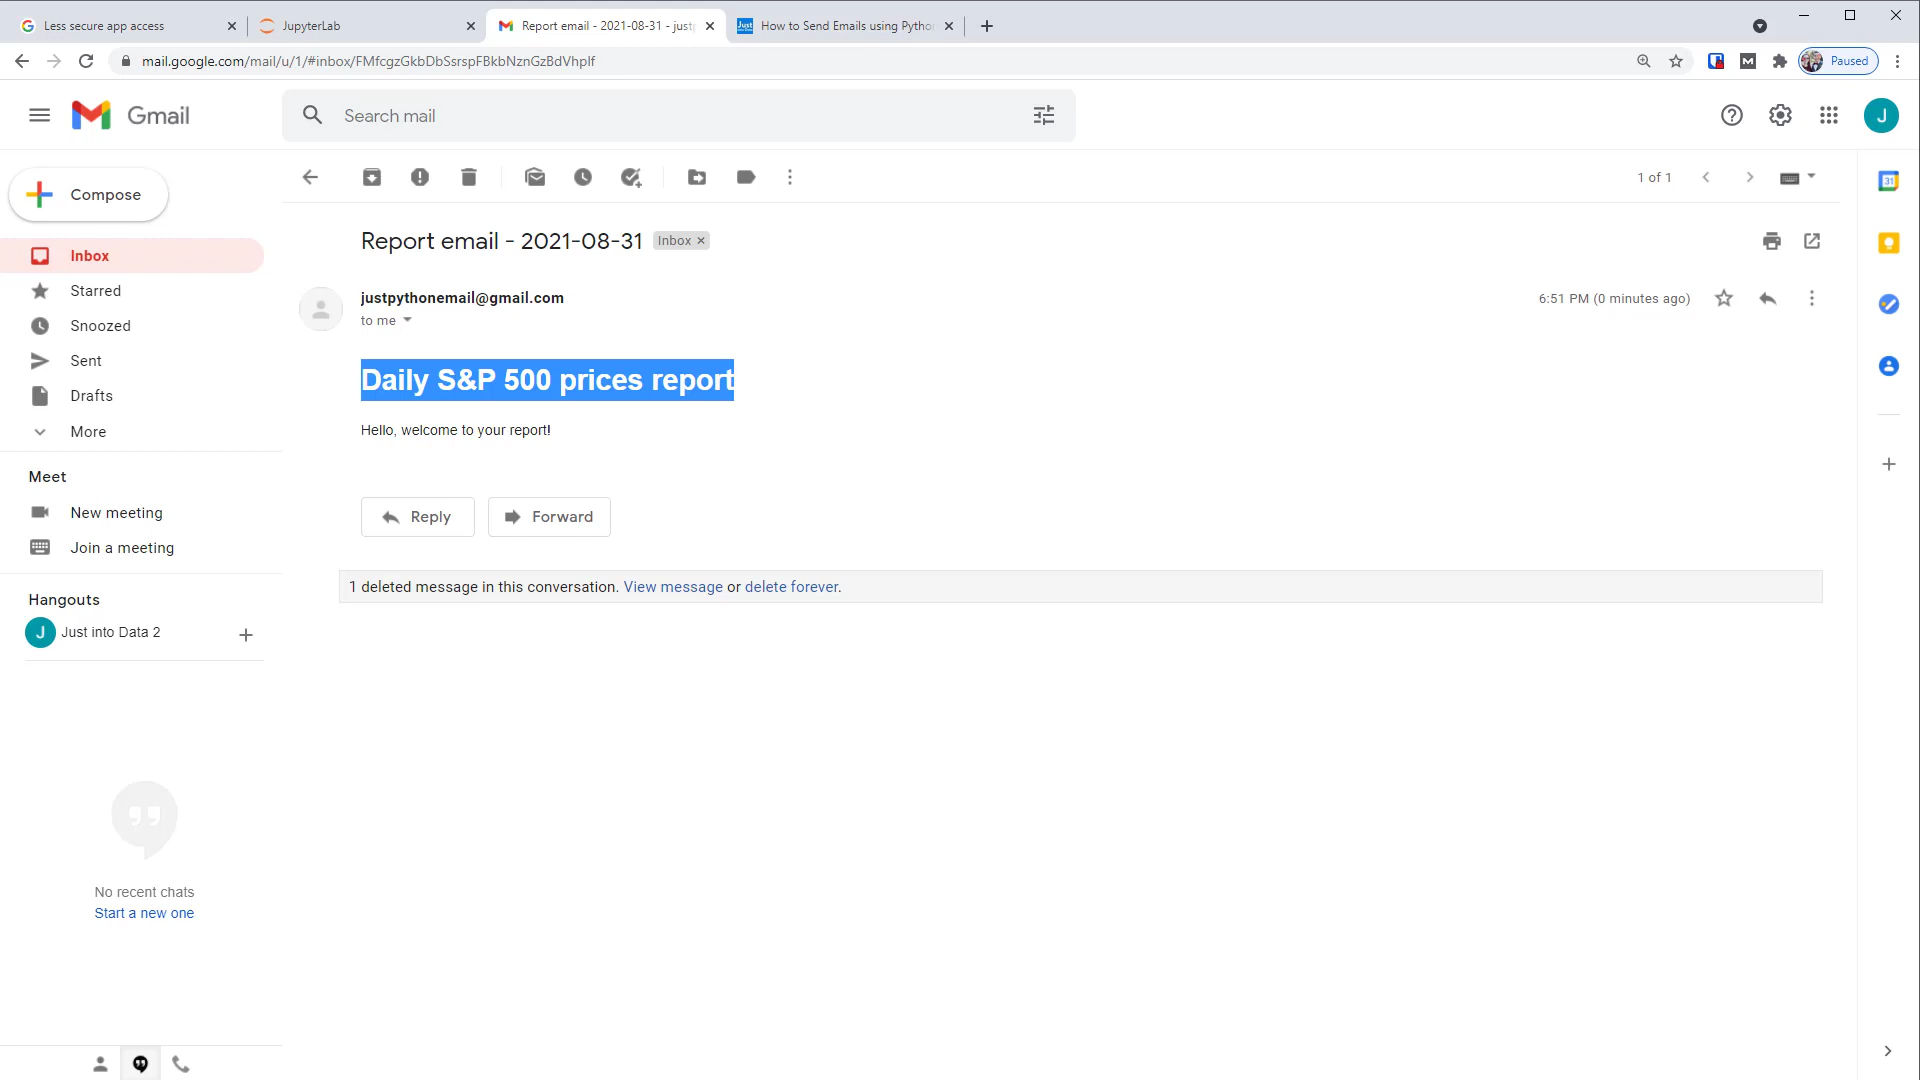 Less secure app access
JupyterLab
Report email - 2021-08-31 - just
Just
How to Send Emails using Pytho
mail.google.com/mail/u/1/#inbox/FMfcgzGkbDbSsrspFBkbNznGzBdVhplf
M
Paused
Gmail
Search mail
J
Compose
1 of 1
31
Report email - 2021-08-31
Inbox ×
Inbox
Starred
Snoozed
Sent
Drafts
More
justpythonemail@gmail.com
6:51 PM (0 minutes ago)
to me
Daily S&P 500 prices report
Hello, welcome to your report!
Reply
Forward
1 deleted message in this conversation. View message or delete forever.
Meet
New meeting
Join a meeting
Hangouts
J
Just into Data 2
No recent chats
Start a new one